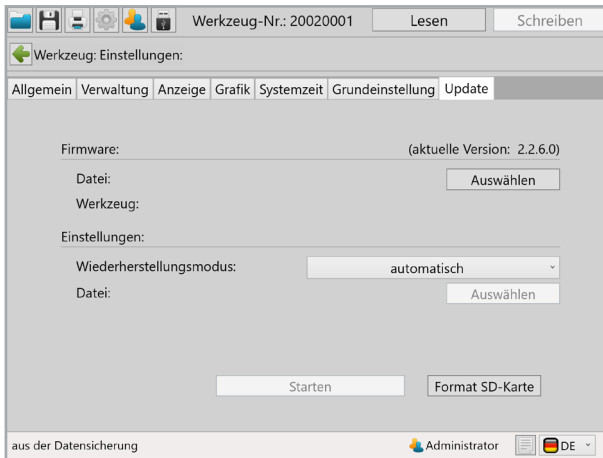 Werkzeug-Nr.: 20020001 Lesen Schreiben
Werkzeug: Einstellungen:
Allgemein Verwaltung Anzeige Grafik Systemzeit Grundeinstellung Update
Firmware: (aktuelle Version: 2.2.6.0)
Datei: Auswählen
Werkzeug:
Einstellungen:
Wiederherstellungsmodus: automatisch
Datei: Auswählen
Starten Format SD-Karte
aus der Datensicherung Administrator DE